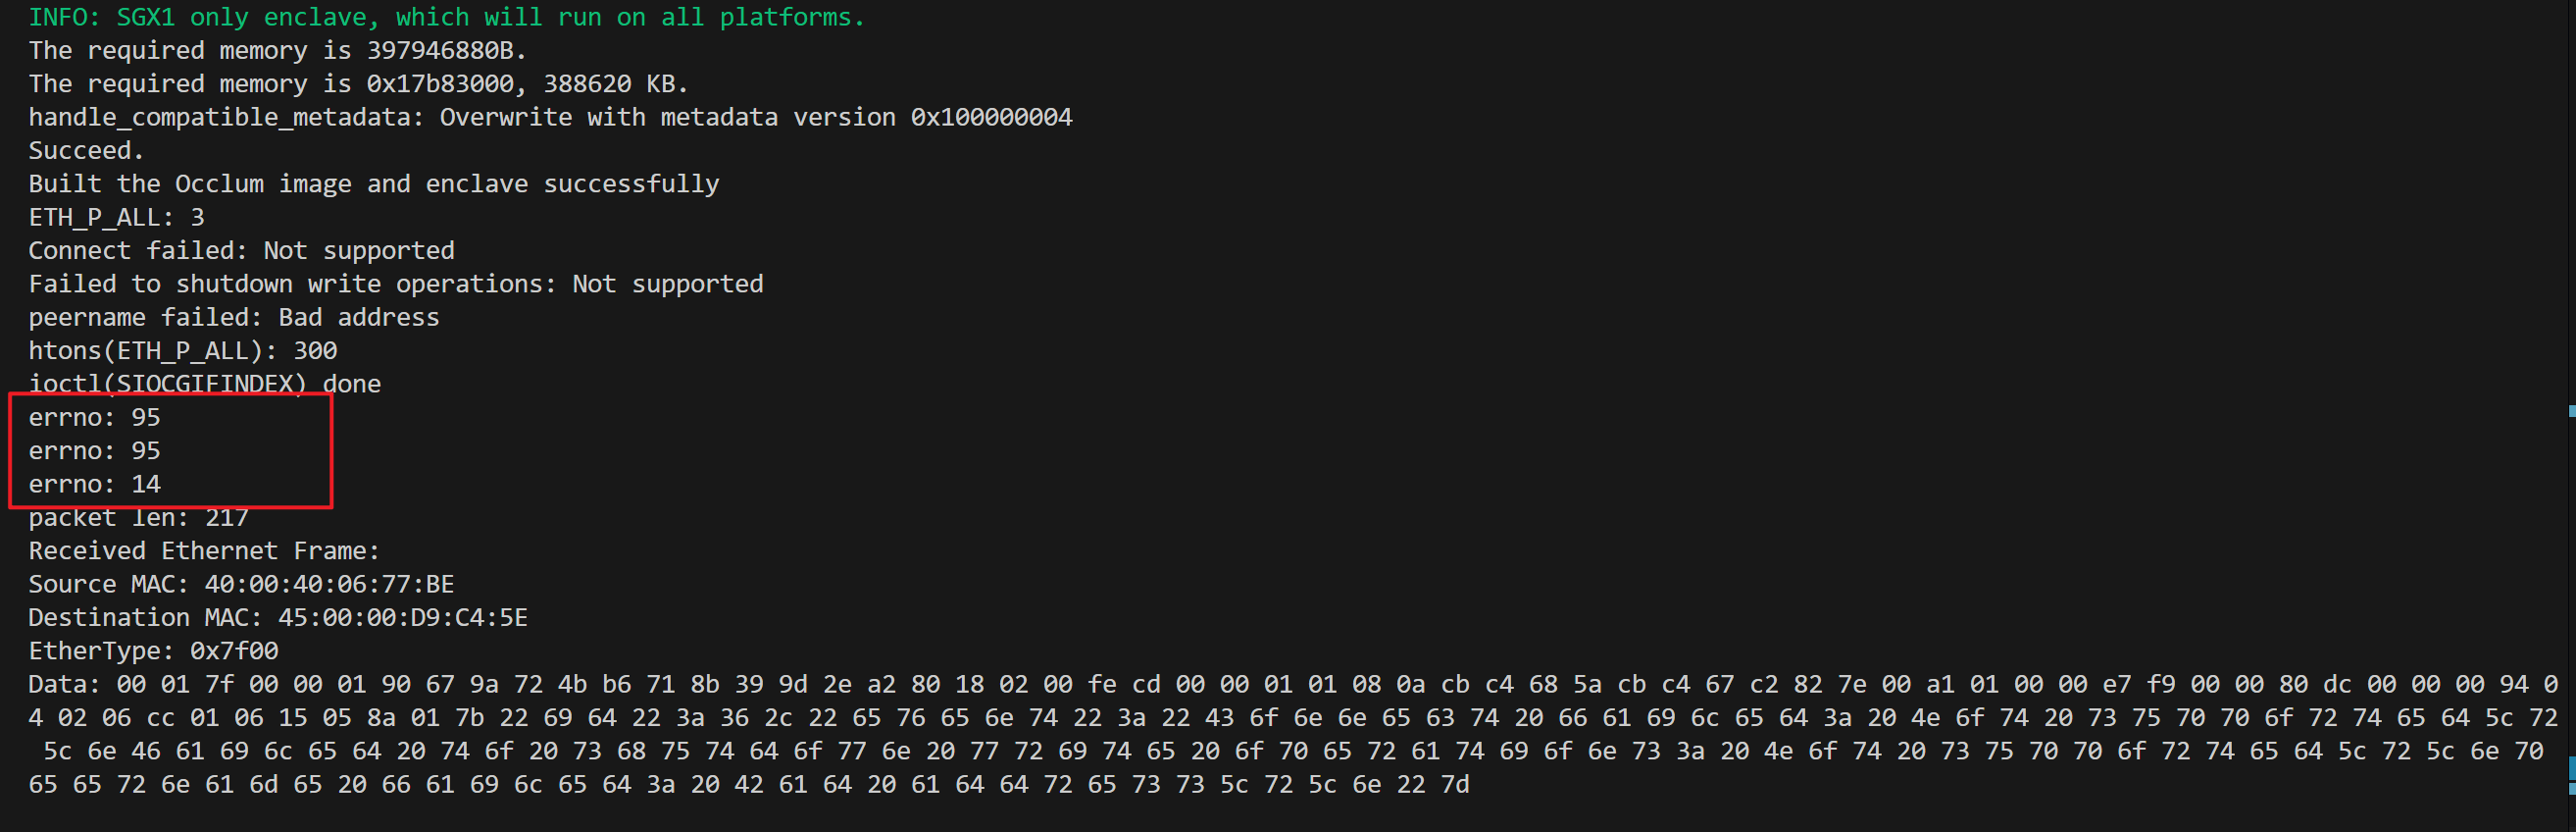 INFO: SGX1 only enclave, which will run on all platforms.
The required memory is 397946880B.
The required memory is 0x17b83000, 388620 KB.
handle_compatible_metadata: Overwrite with metadata version 0x100000004
Succeed.
Built the Occlum image and enclave successfully
ETH_P_ALL: 3
Connect failed: Not supported
Failed to shutdown write operations: Not supported
peername failed: Bad address
htons(ETH_P_ALL): 300
ioctl(SIOCGIFINDEX) done
errno: 95
errno: 95
errno: 14
packet len: 217
Received Ethernet Frame:
Source MAC: 40:00:40:06:77:BE
Destination MAC: 45:00:00:D9:C4:5E
EtherType: 0x7f00
Data: 00 01 7f 00 00 01 90 67 9a 72 4b b6 71 8b 39 9d 2e a2 80 18 02 00 fe cd 00 00 01 01 08 0a cb c4 68 5a cb c4 67 c2 82 7e 00 a1 01 00 00 e7 f9 00 00 80 dc 00 00 00 94 0
4 02 06 cc 01 06 15 05 8a 01 7b 22 69 64 22 3a 36 2c 22 65 76 65 6e 74 22 3a 22 43 6f 6e 6e 65 63 74 20 66 61 69 6c 65 64 3a 20 4e 6f 74 20 73 75 70 70 6f 72 74 65 64 5c 72
5c 6e 46 61 69 6c 65 64 20 74 6f 20 73 68 75 74 64 6f 77 6e 20 77 72 69 74 65 20 6f 70 65 72 61 74 69 6f 6e 73 3a 20 4e 6f 74 20 73 75 70 70 6f 72 74 65 64 5c 72 5c 6e 70
65 65 72 6e 61 6d 65 20 66 61 69 6c 65 64 3a 20 42 61 64 20 61 64 64 72 65 73 73 5c 72 5c 6e 22 7d